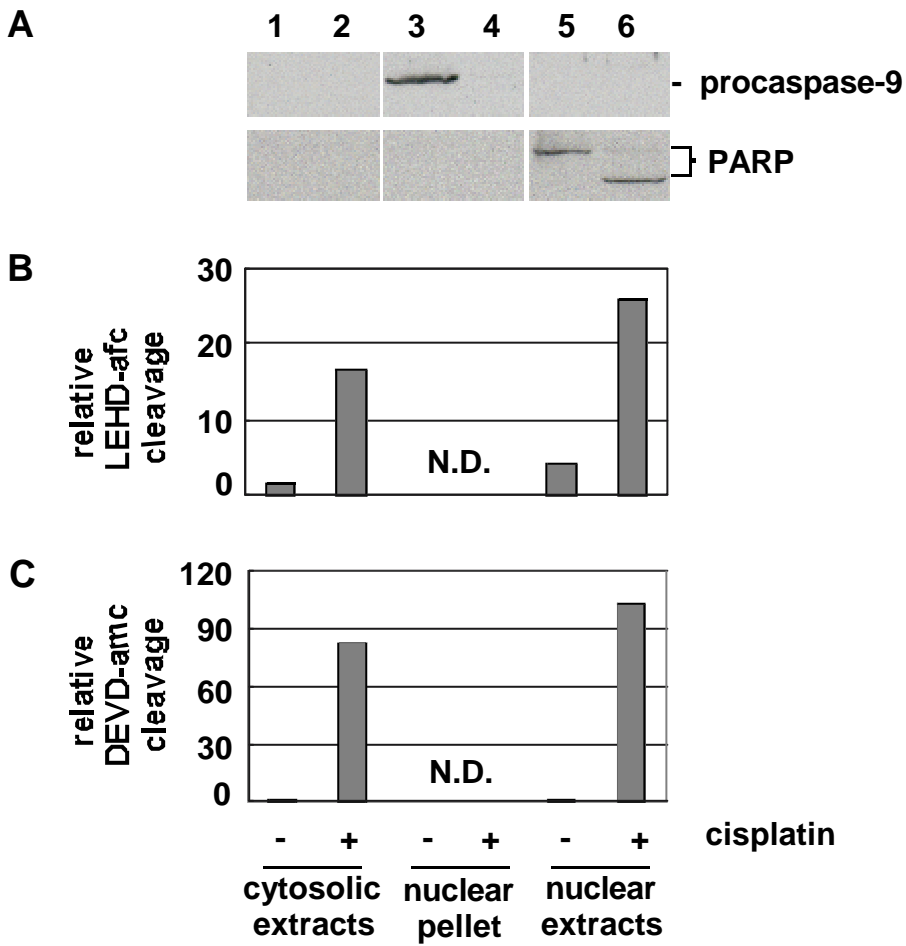 A
1 2 3 4 5 6
- procaspase-9
PARP
B
relative
LEHD-afc
cleavage
30
20
10
0
N.D.
C
relative
DEVD-amc
cleavage
120
90
60
30
0
N.D.
- + - + - + cisplatin
cytosolic nuclear nuclear
extracts pellet extracts